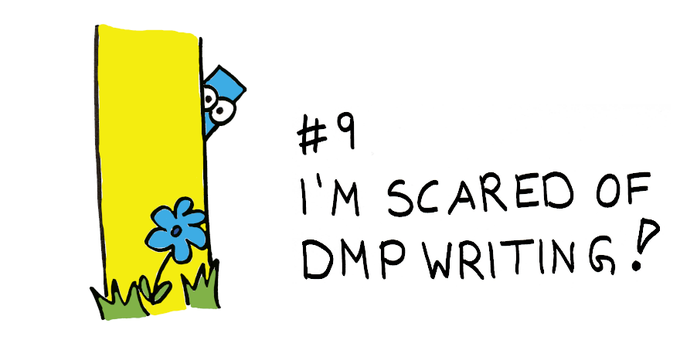 #9
I'M SCARED OF
DMP WRITING!